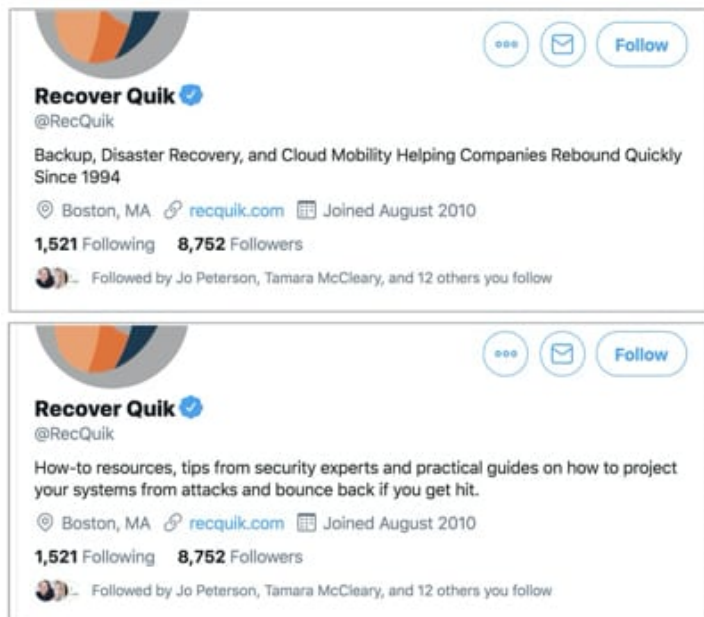 Follow
Recover Quik
@RecQuik
Backup, Disaster Recovery, and Cloud Mobility Helping Companies Rebound Quickly
Since 1994
Boston, MA recquik.com Joined August 2010
1,521 Following 8,752 Followers
Followed by Jo Peterson, Tamara McCleary, and 12 others you follow
Follow
Recover Quik
@RecQuik
How-to resources, tips from security experts and practical guides on how to project
your systems from attacks and bounce back if you get hit.
Boston, MA recquik.com Joined August 2010
1,521 Following 8,752 Followers
Followed by Jo Peterson, Tamara McCleary, and 12 others you follow